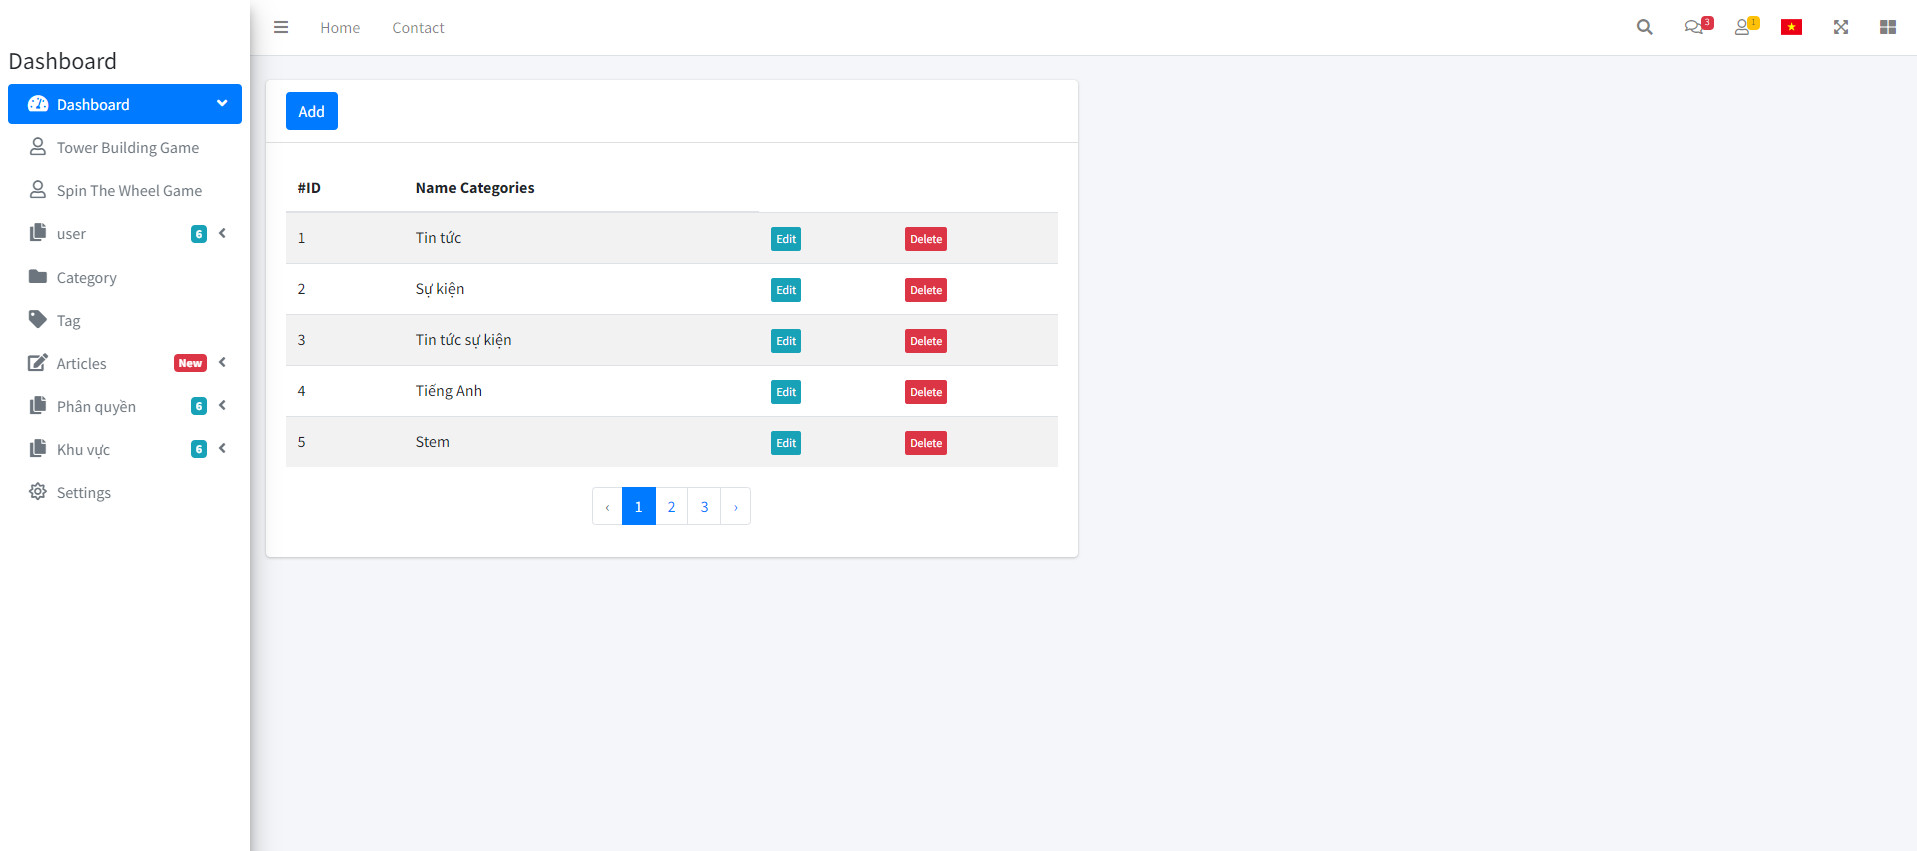 Home Contact 3 1
Dashboard
Dashboard
Tower Building Game
Spin The Wheel Game
user 6
Category
Tag
Articles New
Phân quyền 6
Khu vực 6
Settings
Add
#ID Name Categories
1 Tin tức Edit Delete
2 Sự kiện Edit Delete
3 Tin tức sự kiện Edit Delete
4 Tiếng Anh Edit Delete
5 Stem Edit Delete
‹ 1 2 3 ›